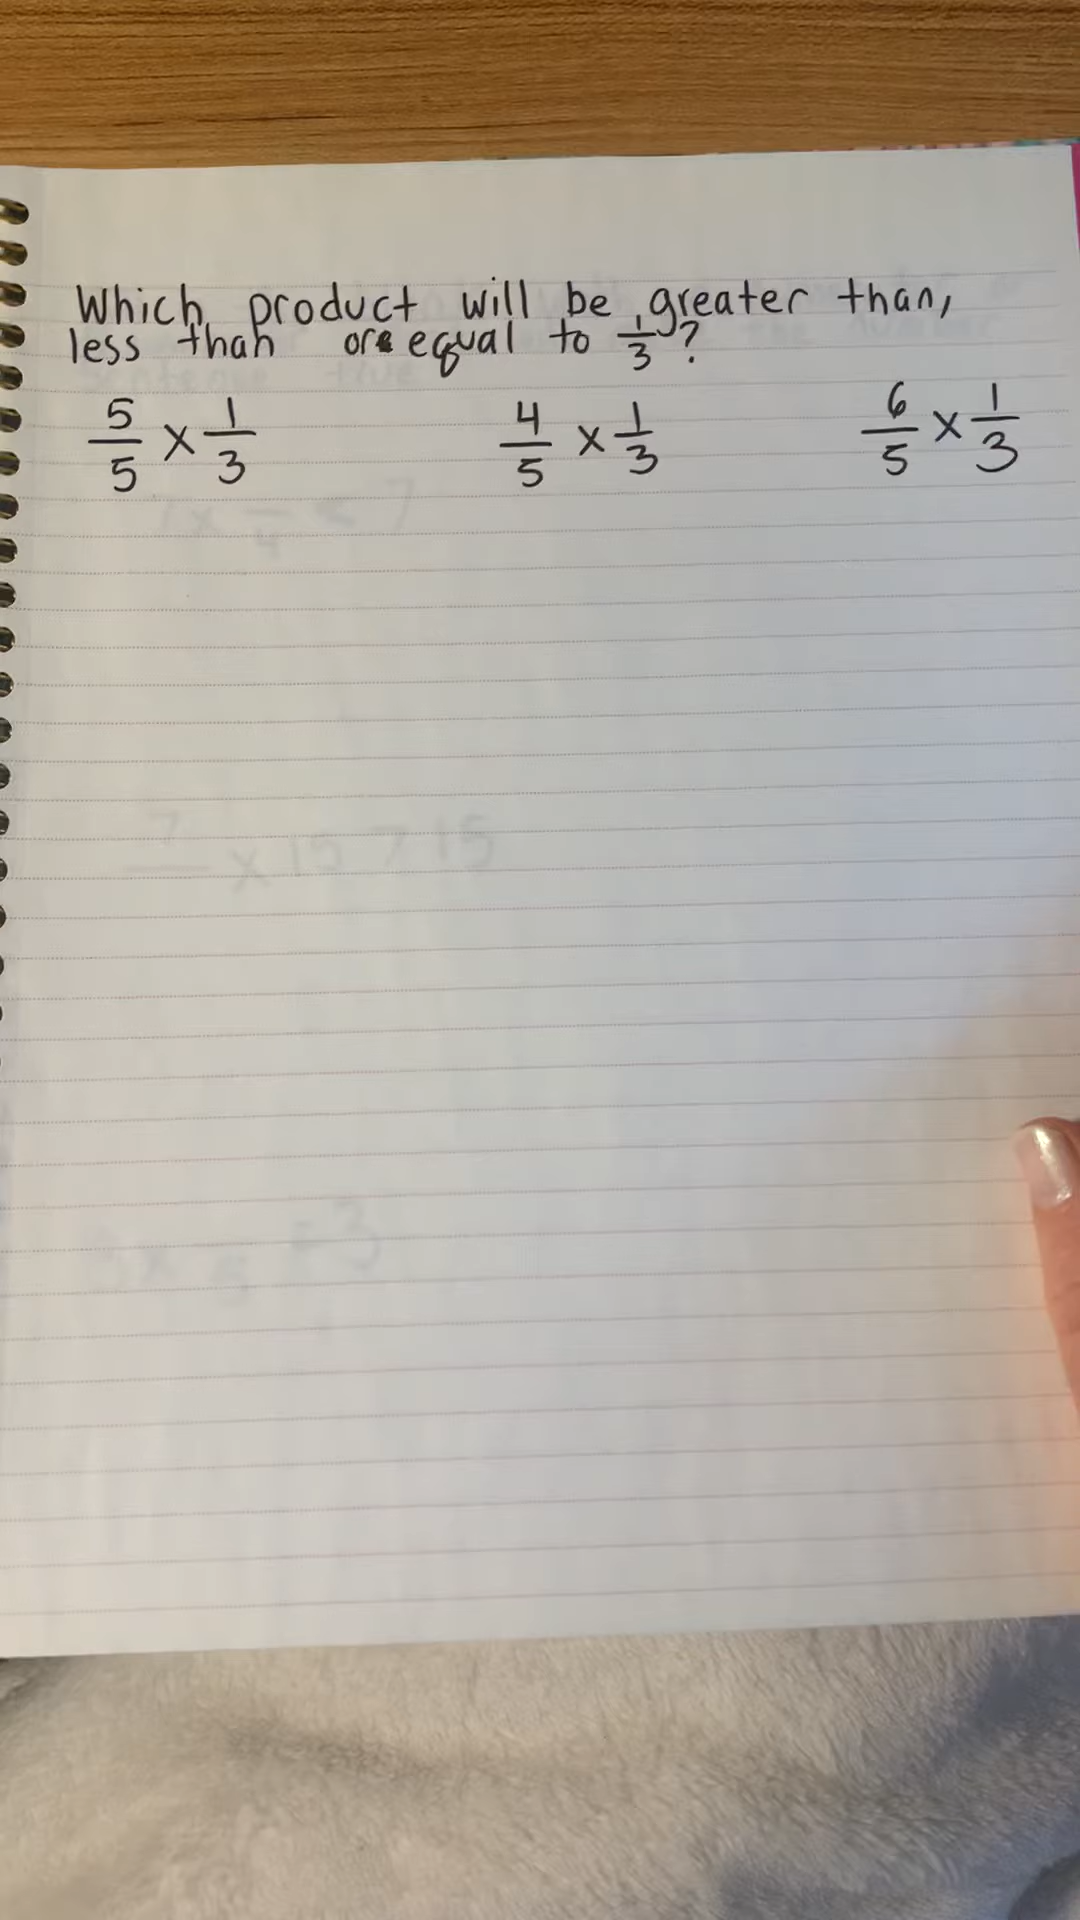 Which product will be greater than,
less than or equal to 1/3?
5/5 x 1/3 4/5 x 1/3 6/5 x 1/3